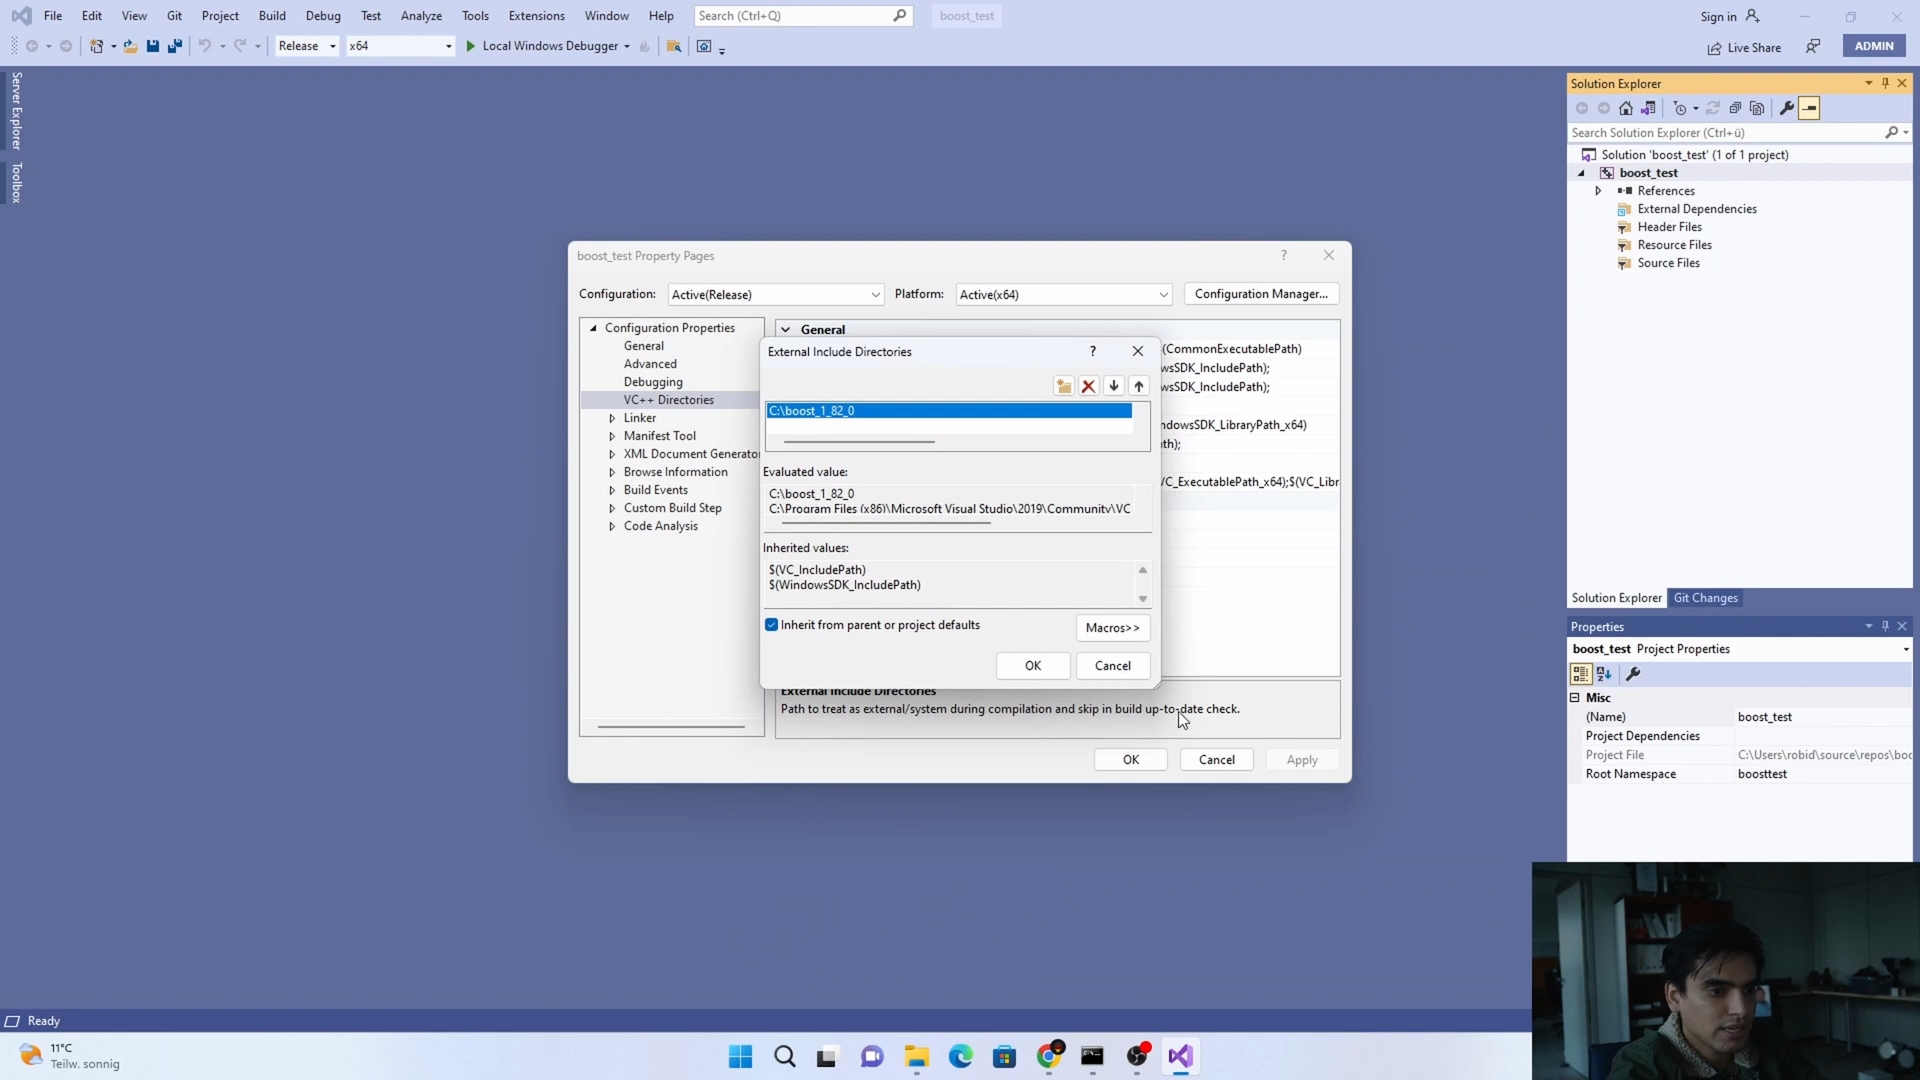 File Edit View Git Project Build Debug Test Analyze Tools Extensions Window Help Search (Ctrl+Q) boost_test Sign in
Release x64 Local Windows Debugger Live Share ADMIN
Server Explorer
Toolbox
Solution Explorer
Search Solution Explorer (Ctrl+ü)
Solution 'boost_test' (1 of 1 project)
boost_test
References
External Dependencies
Header Files
Resource Files
Source Files
Solution Explorer Git Changes
Properties
boost_test Project Properties
Misc
(Name) boost_test
Project Dependencies
Project File C:\Users\robid\source\repos\boo
Root Namespace boosttest
boost_test Property Pages ?
Configuration: Active(Release) Platform: Active(x64) Configuration Manager...
Configuration Properties
General
Advanced
Debugging
VC++ Directories
Linker
Manifest Tool
XML Document Generato
Browse Information
Build Events
Custom Build Step
Code Analysis
General
(CommonExecutablePath)
wsSDK_IncludePath);
wsSDK_IncludePath);
ndowsSDK_LibraryPath_x64)
th);
/C_ExecutablePath_x64);$(VC_Libr
External Include Directories ?
C:\boost_1_82_0
Evaluated value:
C:\boost_1_82_0
C:\Program Files (x86)\Microsoft Visual Studio\2019\Community\VC
Inherited values:
$(VC_IncludePath)
$(WindowsSDK_IncludePath)
Inherit from parent or project defaults Macros>>
OK Cancel
External Include Directories
Path to treat as external/system during compilation and skip in build up-to-date check.
OK Cancel Apply
Ready
11°C
Teilw. sonnig